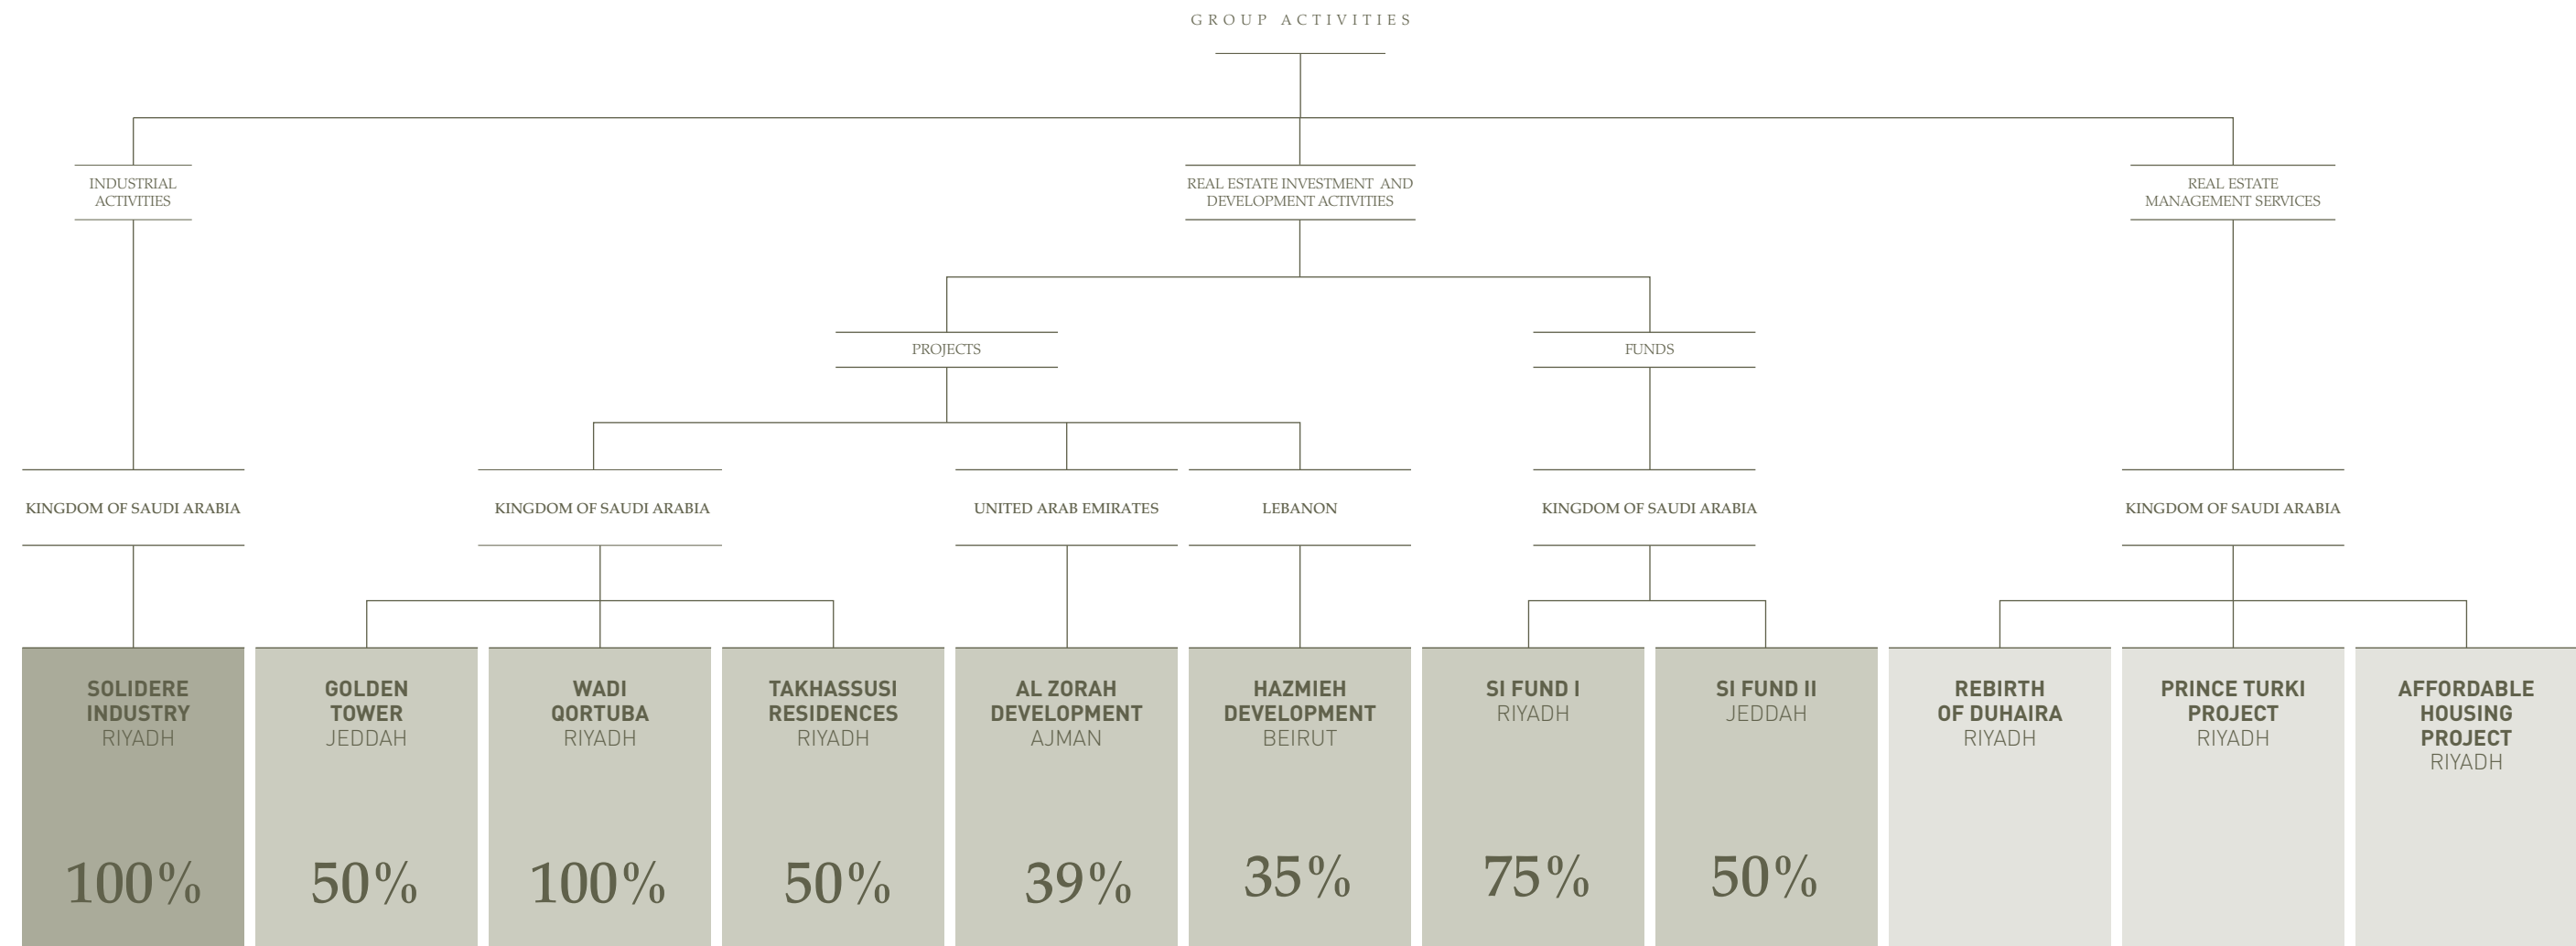 GROUP ACTIVITIES
INDUSTRIAL
ACTIVITIES
REAL ESTATE INVESTMENT AND
DEVELOPMENT ACTIVITIES
REAL ESTATE
MANAGEMENT SERVICES
PROJECTS
FUNDS
KINGDOM OF SAUDI ARABIA
KINGDOM OF SAUDI ARABIA
UNITED ARAB EMIRATES
LEBANON
KINGDOM OF SAUDI ARABIA
KINGDOM OF SAUDI ARABIA
SOLIDERE
INDUSTRY
RIYADH
100%
GOLDEN
TOWER
JEDDAH
50%
WADI
QORTUBA
RIYADH
100%
TAKHASSUSI
RESIDENCES
RIYADH
50%
AL ZORAH
DEVELOPMENT
AJMAN
39%
HAZMIEH
DEVELOPMENT
BEIRUT
35%
SI FUND I
RIYADH
75%
SI FUND II
JEDDAH
50%
REBIRTH
OF DUHAIRA
RIYADH
PRINCE TURKI
PROJECT
RIYADH
AFFORDABLE
HOUSING
PROJECT
RIYADH